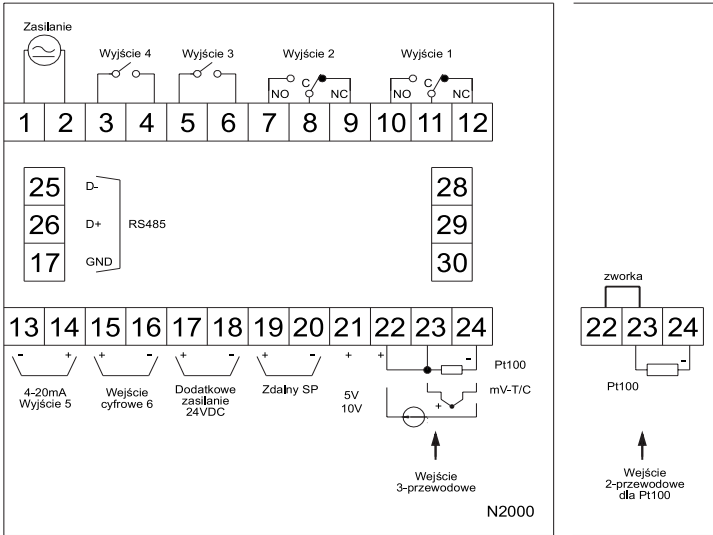 Zasilanie
Wyjście 4
Wyjście 3
Wyjście 2
Wyjście 1
NO
C
NC
NO
C
NC
1 2 3 4 5 6 7 8 9 10 11 12
25 D-
26 D+ RS485
17 GND
28
29
30
13 14 15 16 17 18 19 20 21 22 23 24
- + + - + - + - + + -
4-20mA
Wyjście 5
Wejście
cyfrowe 6
Dodatkowe
zasilanie
24VDC
Zdalny SP
5V
10V
Pt100
mV-T/C
+
Wejście
3-przewodowe
N2000
zworka
22 23 24
-
Pt100
Wejście
2-przewodowe
dla Pt100